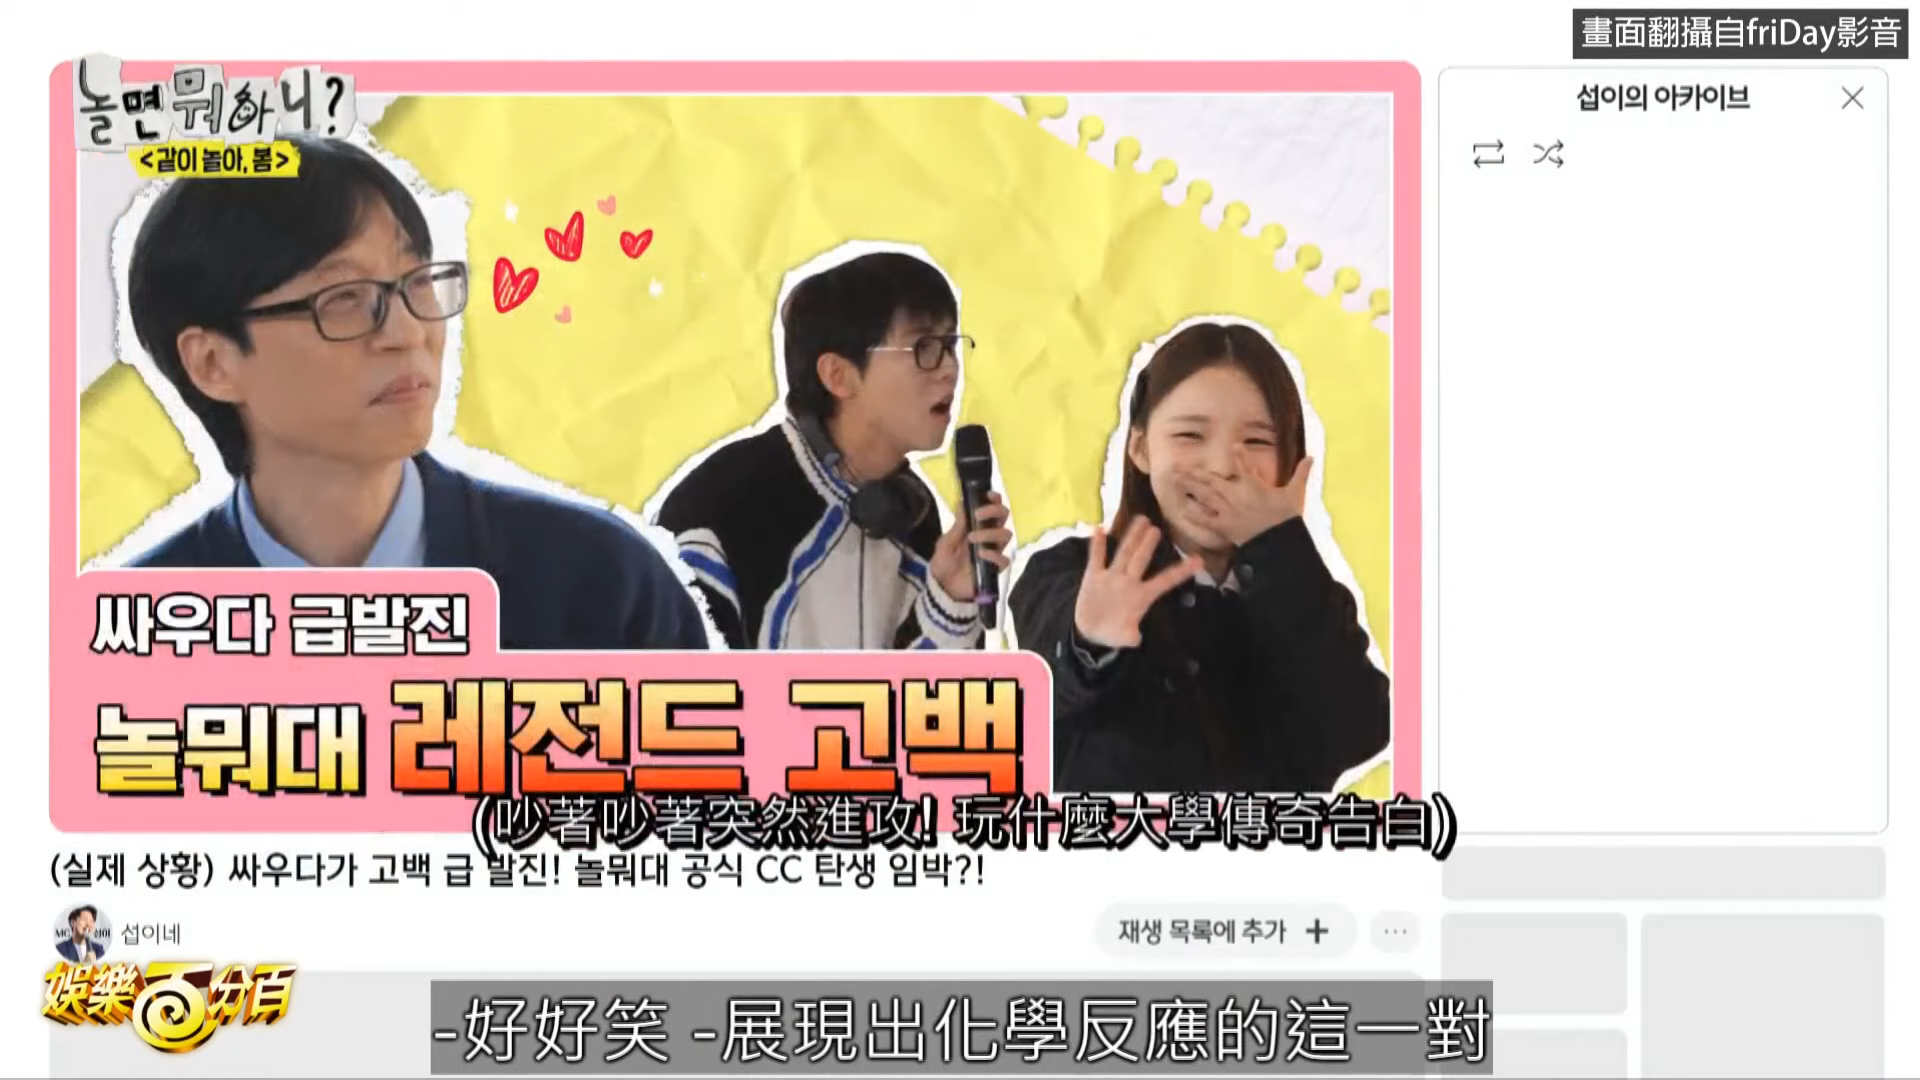 畫面翻攝自friDay影音
놀면 뭐하니?
<같이 놀아, 봄>
섭이의 아카이브
싸우다 급발진
놀뭐대 레전드 고백
(吵著吵著突然進攻! 玩什麼大學傳奇告白)
(실제 상황) 싸우다가 고백 급 발진! 놀뭐대 공식 CC 탄생 임박?!
MC 섭이
섭이네
재생 목록에 추가 +
娛樂百分百
-好好笑 -展現出化學反應的這一對